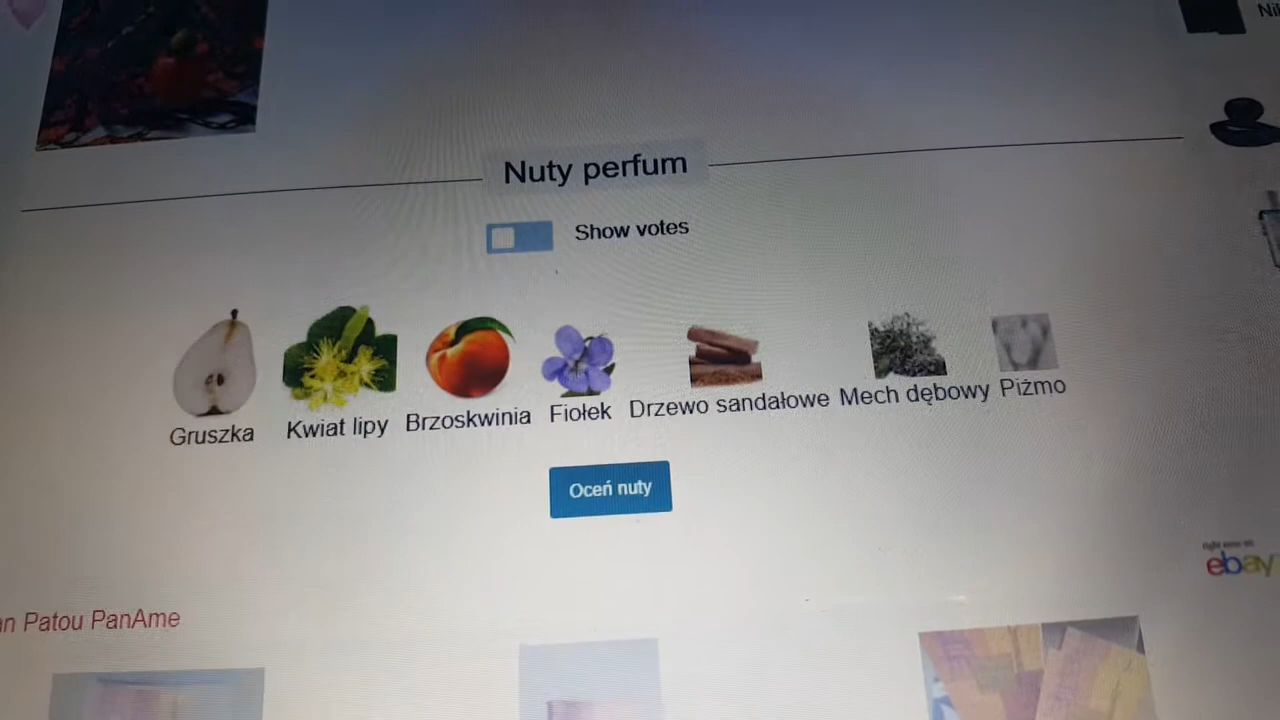 Nuty perfum
Show votes
Gruszka
Kwiat lipy
Brzoskwinia
Fiołek
Drzewo sandałowe
Mech dębowy
Piżmo
Oceń nuty
ebay
Patou PanAme